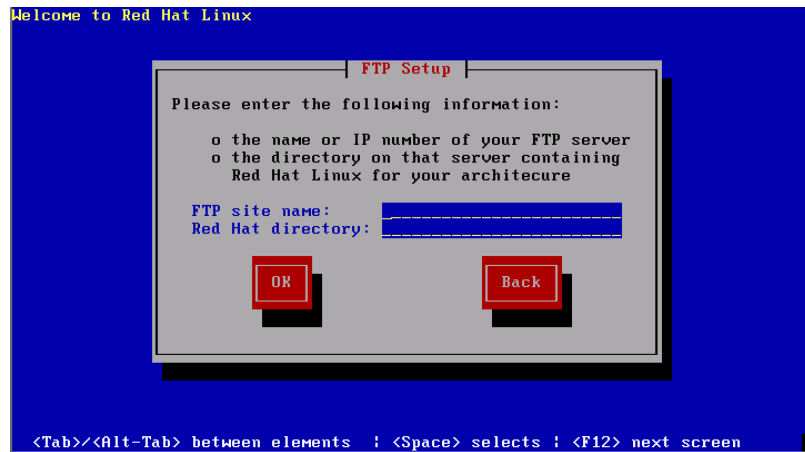 Welcome to Red Hat Linux
FTP Setup
Please enter the following information:
o the name or IP number of your FTP server
o the directory on that server containing
Red Hat Linux for your architecure
FTP site name:
Red Hat directory:
OK Back
<Tab>/<Alt-Tab> between elements ¦ <Space> selects ¦ <F12> next screen